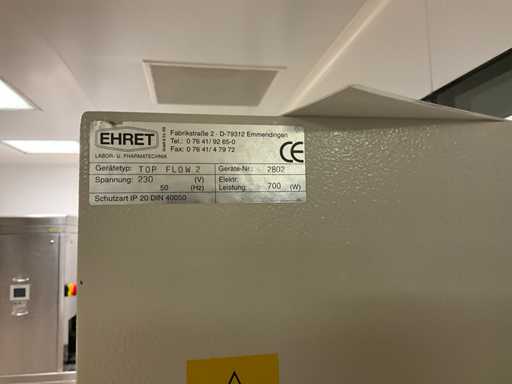 EHRET
LABOR- U. PHARMATECHNIK
Fabrikstraße 2 · D-79312 Emmendingen
Tel.: 0 76 41/ 92 65-0
Fax: 0 76 41/ 4 79 72
CE
Gerätetyp: TOP FLOW 2 Geräte-Nr.: 2802
Spannung: 230 (V) Elektr.
50 (Hz) Leistung: 700 (W)
Schutzart IP 20 DIN 40050